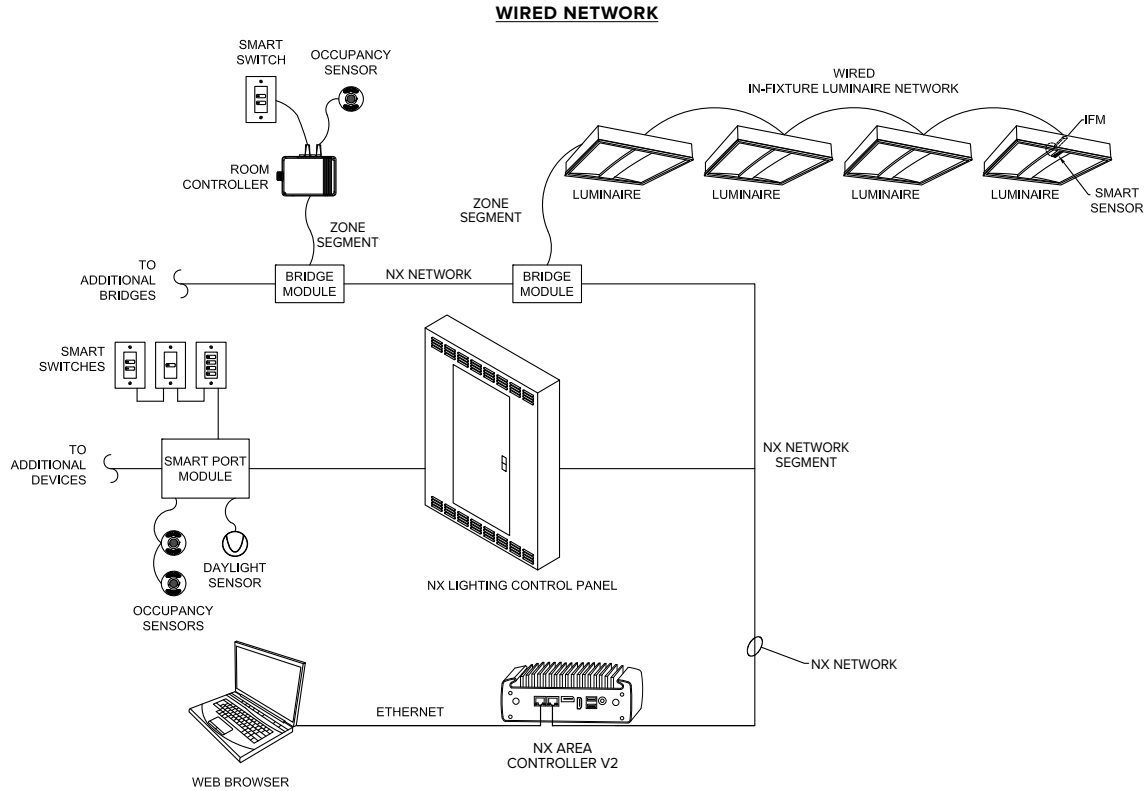 WIRED NETWORK
SMART
SWITCH
OCCUPANCY
SENSOR
ROOM
CONTROLLER
ZONE
SEGMENT
WIRED
IN-FIXTURE LUMINAIRE NETWORK
IFM
LUMINAIRE
LUMINAIRE
LUMINAIRE
LUMINAIRE
SMART
SENSOR
ZONE
SEGMENT
TO
ADDITIONAL
BRIDGES
BRIDGE
MODULE
NX NETWORK
BRIDGE
MODULE
SMART
SWITCHES
TO
ADDITIONAL
DEVICES
SMART PORT
MODULE
NX NETWORK
SEGMENT
DAYLIGHT
SENSOR
OCCUPANCY
SENSORS
NX LIGHTING CONTROL PANEL
NX NETWORK
ETHERNET
NX AREA
CONTROLLER V2
WEB BROWSER